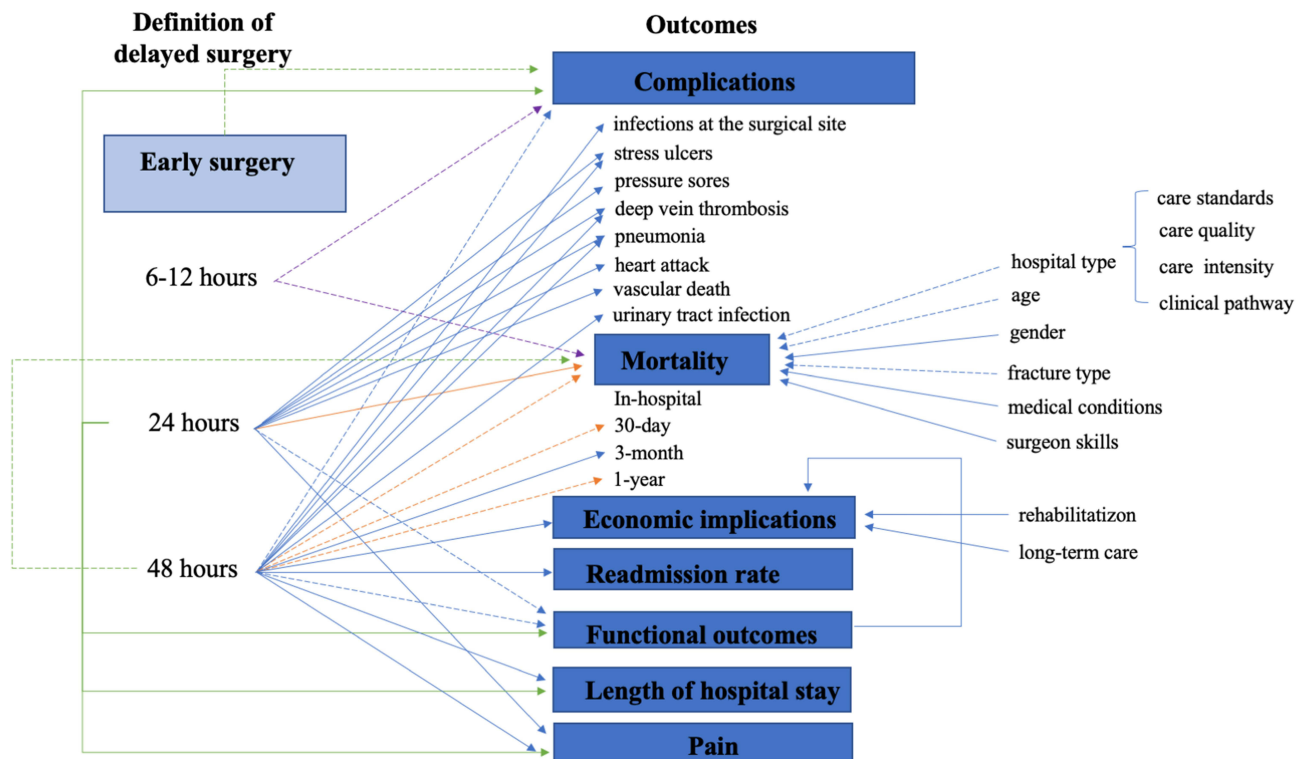 Definition of
delayed surgery
Outcomes
Complications
Early surgery
infections at the surgical site
stress ulcers
pressure sores
deep vein thrombosis
pneumonia
heart attack
vascular death
urinary tract infection
6-12 hours
care standards
care quality
care intensity
clinical pathway
hospital type
age
gender
fracture type
medical conditions
surgeon skills
Mortality
In-hospital
30-day
3-month
1-year
24 hours
48 hours
Economic implications
rehabilitatizon
long-term care
Readmission rate
Functional outcomes
Length of hospital stay
Pain